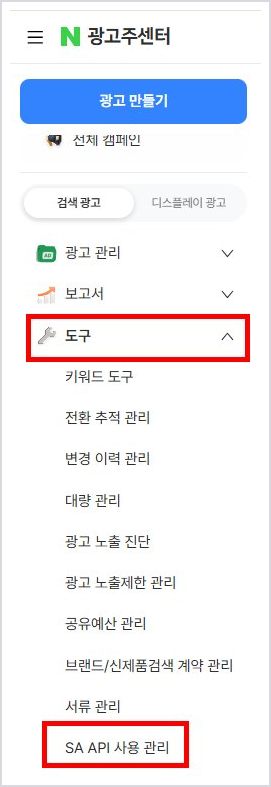 N 광고주센터
광고 만들기
전체 캠페인
검색 광고 디스플레이 광고
AD 광고 관리
보고서
도구
키워드 도구
전환 추적 관리
변경 이력 관리
대량 관리
광고 노출 진단
광고 노출제한 관리
공유예산 관리
브랜드/신제품검색 계약 관리
서류 관리
SA API 사용 관리